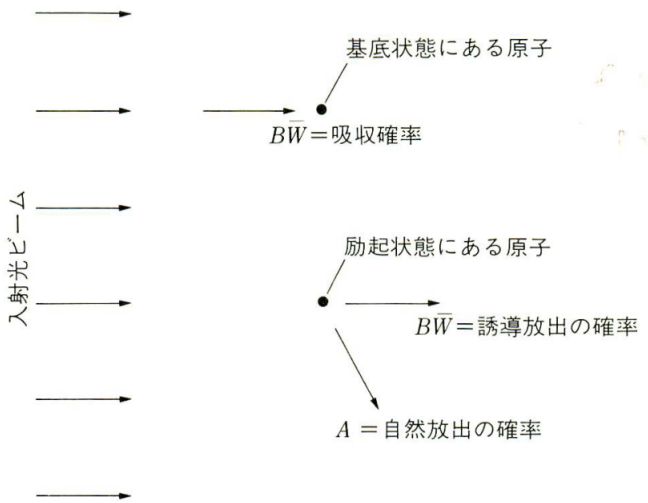 基底状態にある原子
BW̅＝吸収確率
入射光ビーム
励起状態にある原子
BW̅＝誘導放出の確率
A＝自然放出の確率